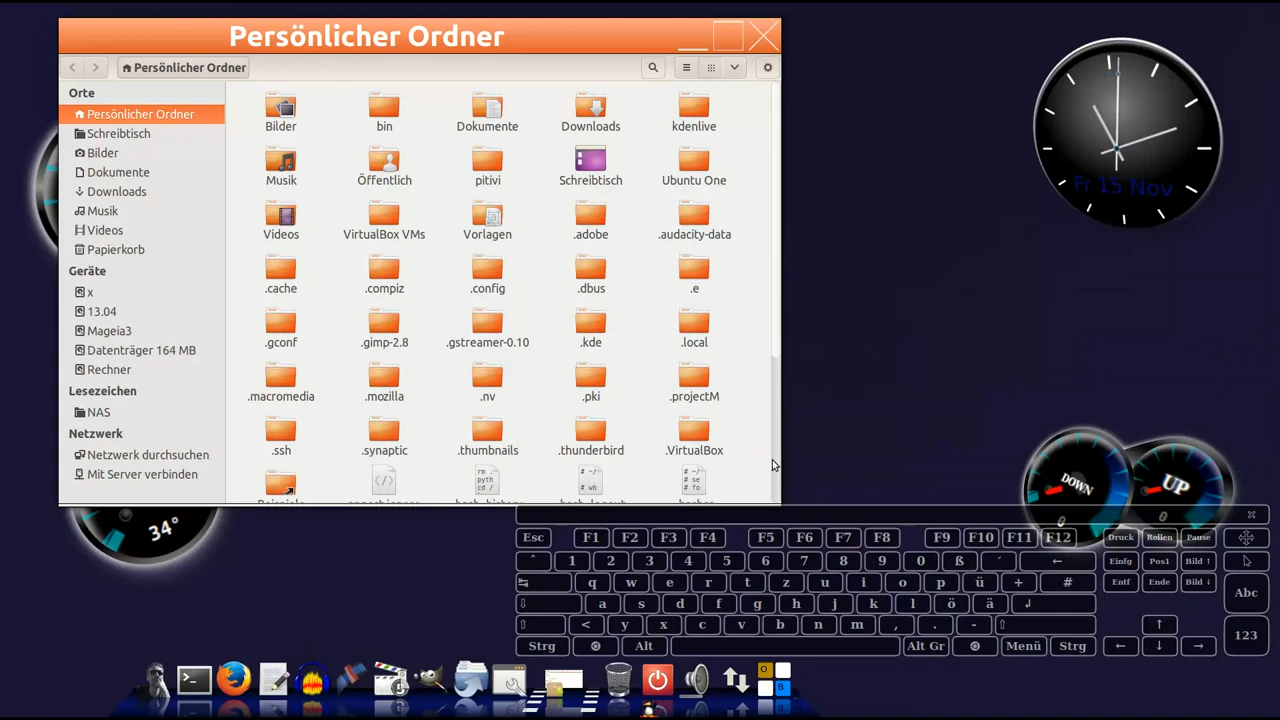 Persönlicher Ordner
Persönlicher Ordner
Orte
Persönlicher Ordner
Schreibtisch
Bilder
Dokumente
Downloads
Musik
Videos
Papierkorb
Geräte
x
13.04
Mageia3
Datenträger 164 MB
Rechner
Lesezeichen
NAS
Netzwerk
Netzwerk durchsuchen
Mit Server verbinden
Bilder bin Dokumente Downloads kdenlive
Musik Öffentlich pitivi Schreibtisch Ubuntu One
Videos VirtualBox VMs Vorlagen .adobe .audacity-data
.cache .compiz .config .dbus .e
.gconf .gimp-2.8 .gstreamer-0.10 .kde .local
.macromedia .mozilla .nv .pki .projectM
.ssh .synaptic .thumbnails .thunderbird .VirtualBox
Fr 15 Nov
34°
DOWN
0
UP
0
Esc F1 F2 F3 F4 F5 F6 F7 F8 F9 F10 F11 F12 Druck Rollen Pause
^ 1 2 3 4 5 6 7 8 9 0 ß ´ ← Einfg Pos1 Bild ↑
q w e r t z u i o p ü + # Entf Ende Bild ↓
a s d f g h j k l ö ä Abc
< y x c v b n m , . - ↑ 123
Strg Alt Alt Gr Menü Strg ← ↓ →